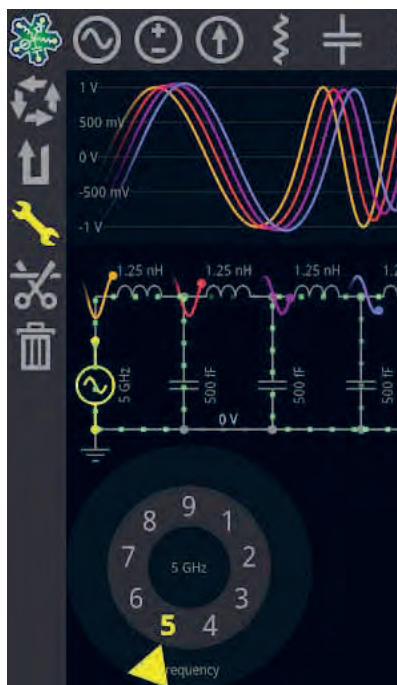 1 V
500 mV
0 V
-500 mV
-1 V
1.25 nH 1.25 nH 1.25 nH
5 GHz 500 fF 500 fF 500 fF
0 V
9
8 1
7 5 GHz 2
6 3
5 4
requency